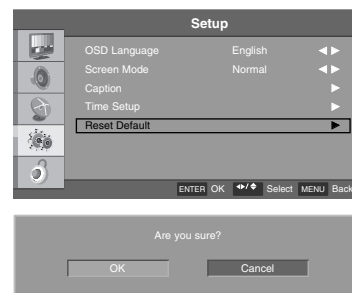 Setup
OSD Language English
Screen Mode Normal
Caption
Time Setup
Reset Default
ENTER OK Select MENU Back
Are you sure?
OK Cancel